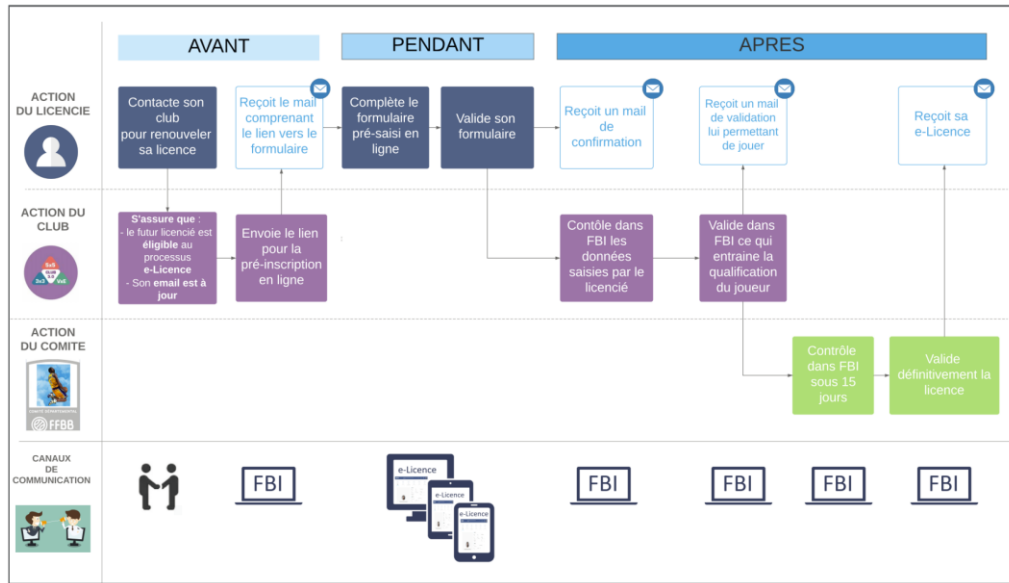 AVANT
PENDANT
APRES
ACTION
DU LICENCIE
Contacte son
club
pour renouveler
sa licence
Reçoit le mail
comprenant
le lien vers le
formulaire
Complète le
formulaire
pré-saisi en
ligne
Valide son
formulaire
Reçoit un mail
de
confirmation
Reçoit un mail
de validation
lui permettant
de jouer
Reçoit sa
e-Licence
ACTION DU
CLUB
S'assure que :
- le futur licencié est
éligible au
processus
e-Licence
- Son email est à
jour
Envoie le lien
pour la
pré-inscription
en ligne
Contrôle dans
FBI les
données
saisies par le
licencié
Valide dans
FBI ce qui
entraine la
qualification
du joueur
ACTION
DU COMITE
FFBB
Contrôle
dans FBI
sous 15
jours
Valide
définitivement la
licence
CANAUX
DE
COMMUNICATION
FBI
e-Licence
e-Licence
e-Licence
FBI
FBI
FBI
FBI